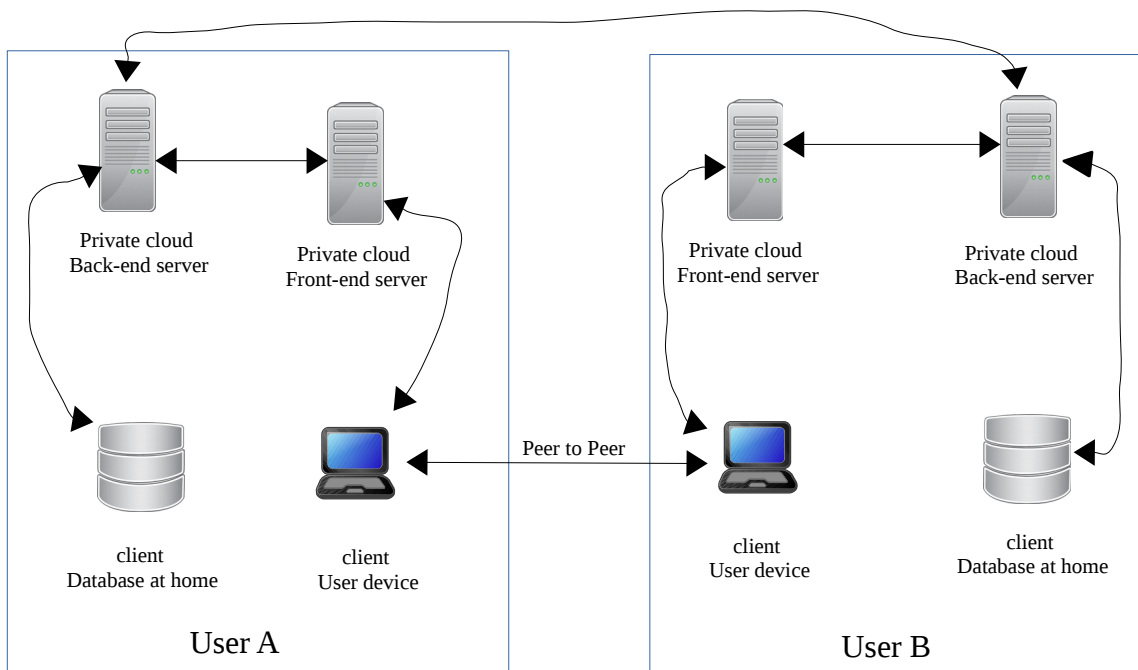 Private cloud
Back-end server
Private cloud
Front-end server
Private cloud
Front-end server
Private cloud
Back-end server
Peer to Peer
client
Database at home
client
User device
client
User device
client
Database at home
User A
User B